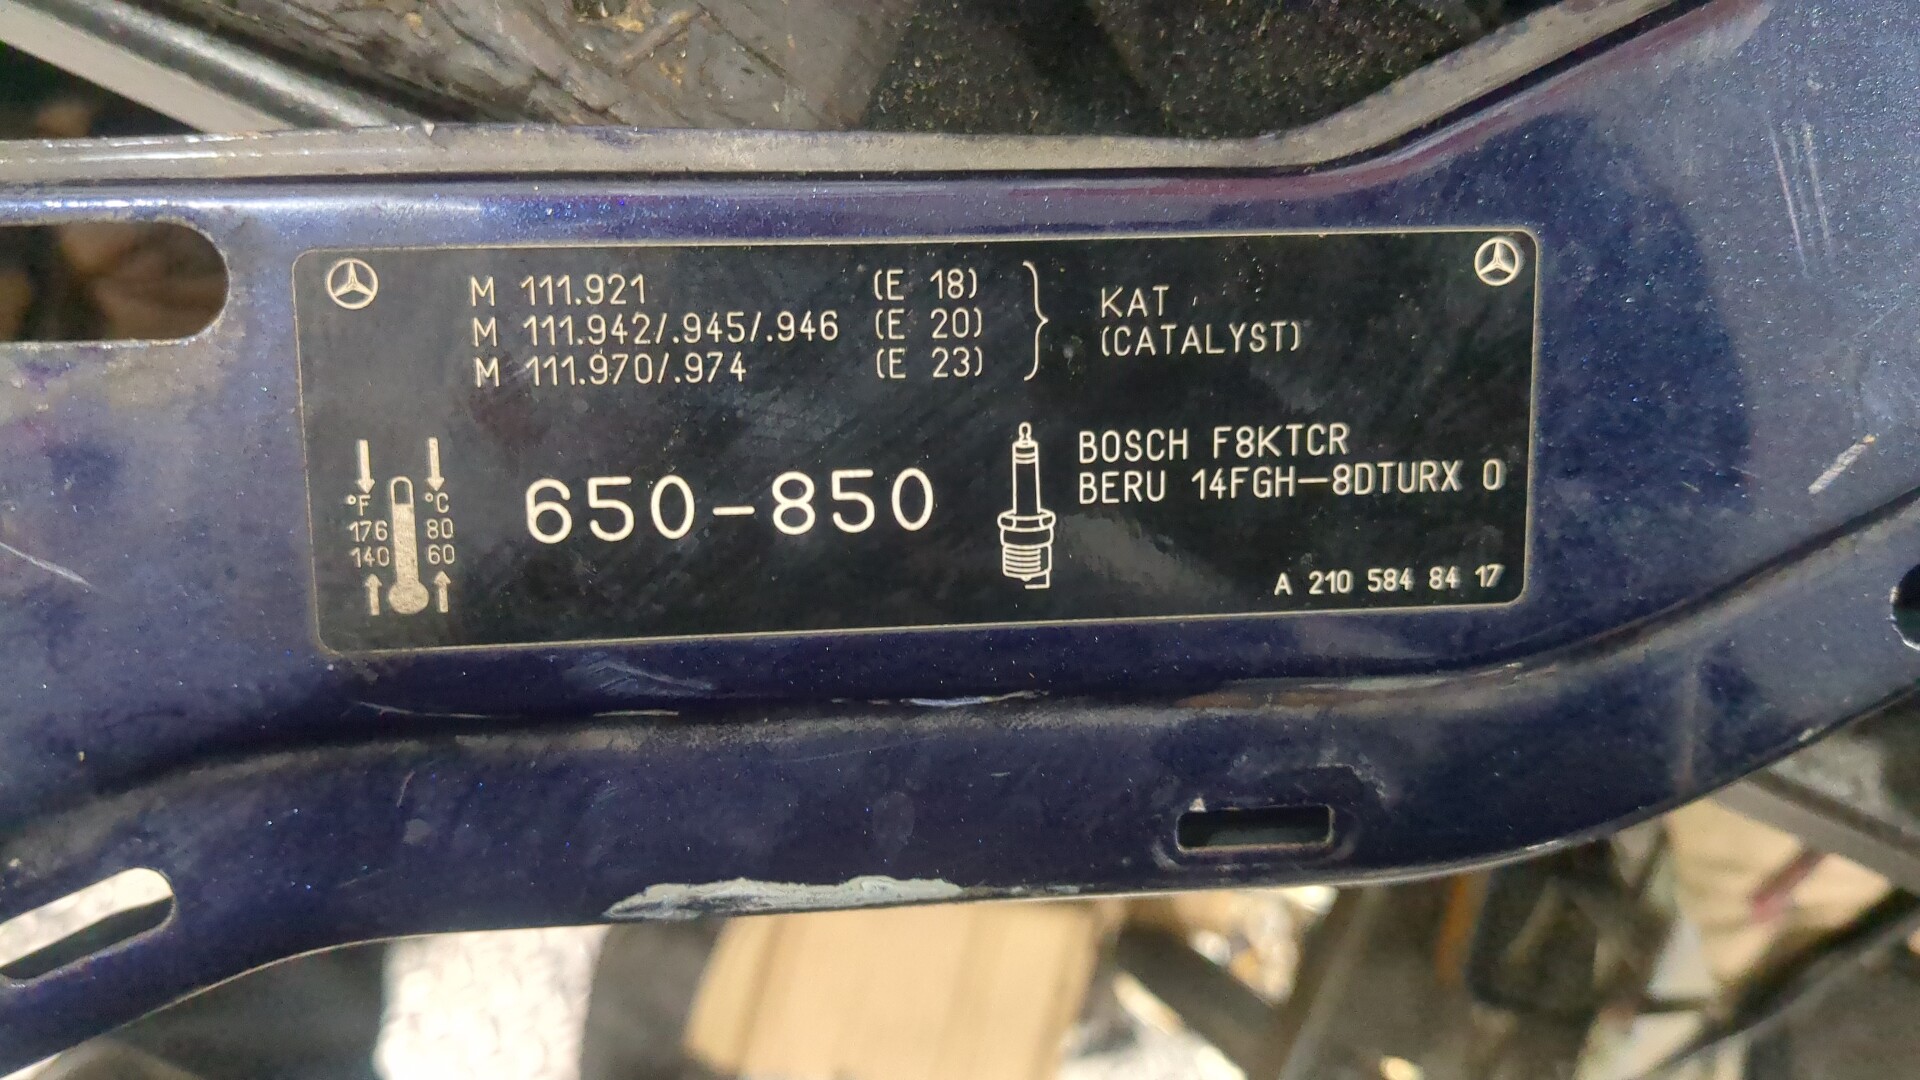 M 111.921 (E 18)
M 111.942/.945/.946 (E 20)
M 111.970/.974 (E 23)
KAT
(CATALYST)
°F °C
176 80
140 60
650-850
BOSCH F8KTCR
BERU 14FGH-8DTURX 0
A 210 584 84 17